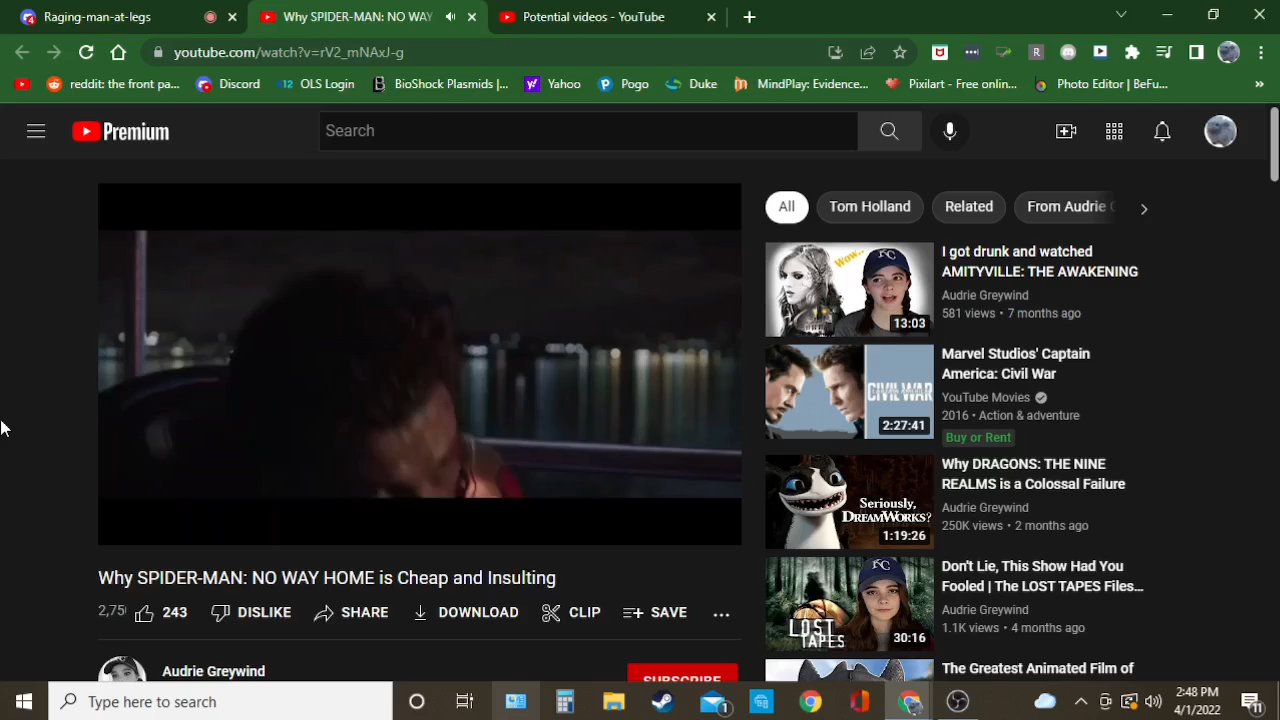 Raging-man-at-legs
Why SPIDER-MAN: NO WAY
Potential videos - YouTube
youtube.com/watch?v=rV2_mNAxJ-g
reddit: the front pa...
Discord
12 OLS Login
BioShock Plasmids |...
Yahoo
Pogo
Duke
MindPlay: Evidence...
Pixilart - Free onlin...
Photo Editor | BeFu...
Premium
Search
All
Tom Holland
Related
From Audrie G
I got drunk and watched
AMITYVILLE: THE AWAKENING
Audrie Greywind
581 views • 7 months ago
Wow..
13:03
Marvel Studios' Captain
America: Civil War
YouTube Movies
2016 • Action & adventure
Buy or Rent
CIVIL WAR
2:27:41
Why DRAGONS: THE NINE
REALMS is a Colossal Failure
Audrie Greywind
250K views • 2 months ago
Seriously,
DREAMWORKS?
1:19:26
Don't Lie, This Show Had You
Fooled | The LOST TAPES Files...
Audrie Greywind
1.1K views • 4 months ago
LOST
TAPES
30:16
The Greatest Animated Film of
Why SPIDER-MAN: NO WAY HOME is Cheap and Insulting
243
DISLIKE
SHARE
DOWNLOAD
CLIP
SAVE
Audrie Greywind
SUBSCRIBE
Type here to search
1
2:48 PM
4/1/2022
11